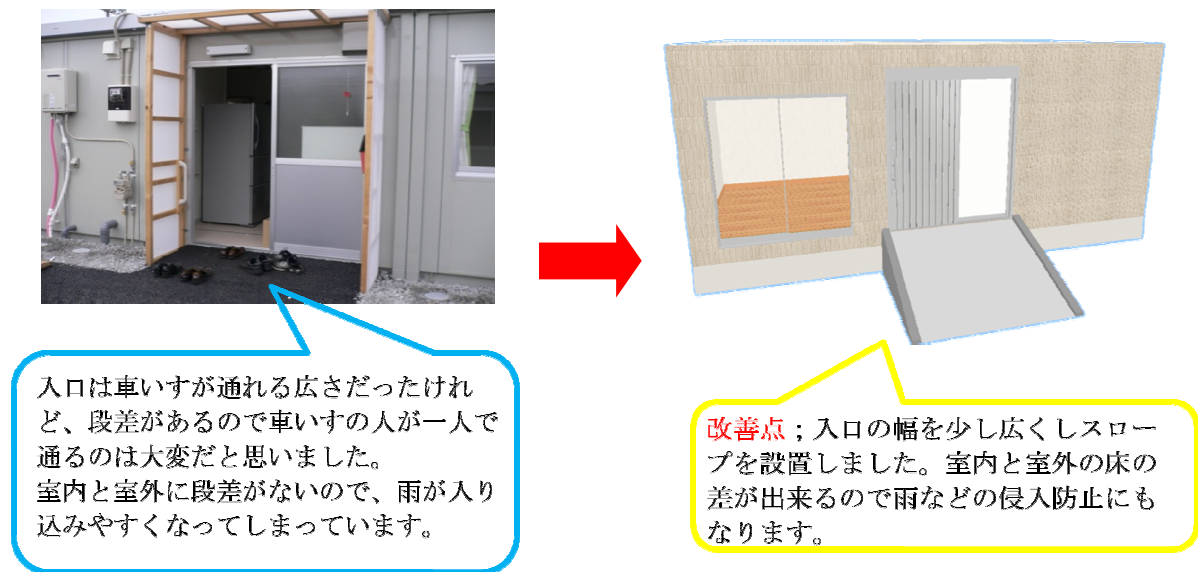 入口は車いすが通れる広さだったけれ
ど、段差があるので車いすの人が一人で
通るのは大変だと思いました。
室内と室外に段差がないので、雨が入り
込みやすくなってしまっています。
改善点；入口の幅を少し広くしスロー
プを設置しました。室内と室外の床の
差が出来るので雨などの侵入防止にも
なります。